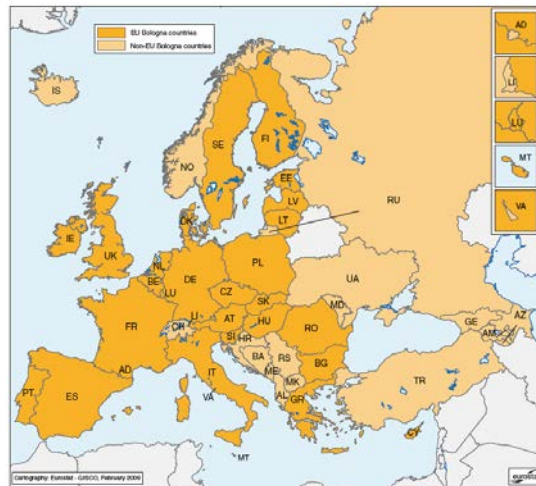 EU Bologna countries
Non-EU Bologna countries
AD
LI
LU
MT
VA
IS
SE
FI
NO
RU
EE
LV
LT
DK
IE
UK
NL
BE
LU
DE
PL
CZ
SK
UA
MD
FR
LI
CH
AT
HU
RO
SI
HR
BA
RS
ME
MK
AL
BG
GR
IT
VA
AD
PT
ES
MT
GE
AM
AZ
TR
CY
Cartography: Eurostat - GISCO, February 2009
eurostat